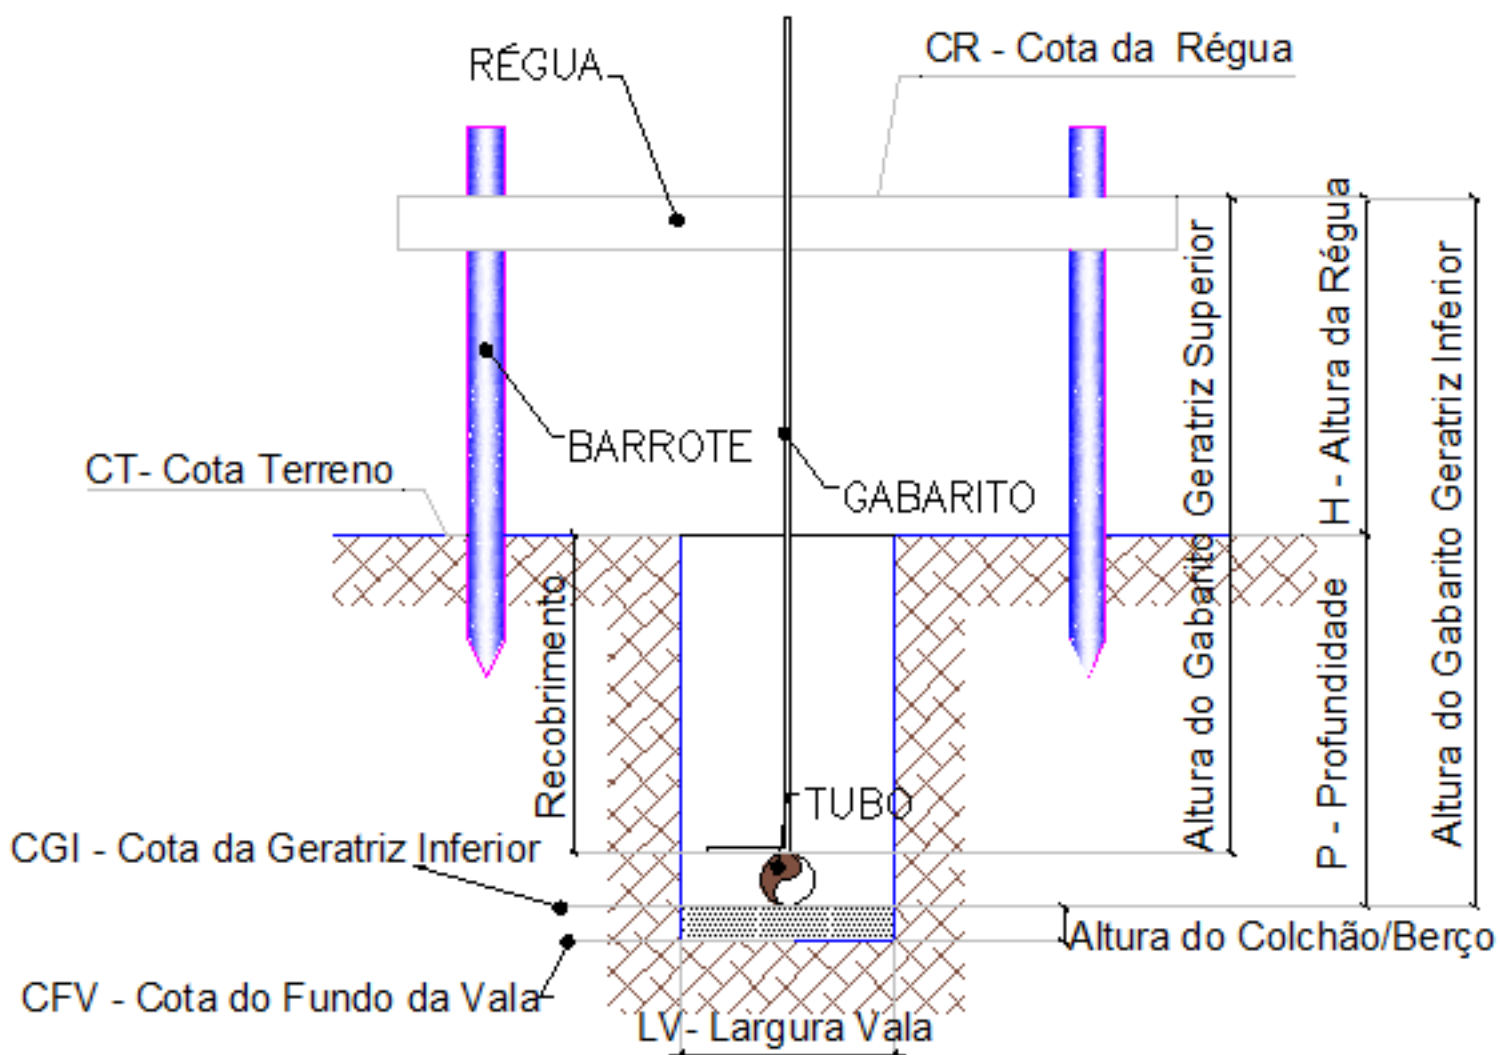 CR - Cota da Régua
RÉGUA
Altura do Gabarito Geratriz Superior
H - Altura da Régua
Altura do Gabarito Geratriz Inferior
BARROTE
CT- Cota Terreno
GABARITO
Recobrimento
P - Profundidade
TUBO
CGI - Cota da Geratriz Inferior
Altura do Colchão/Berço
CFV - Cota do Fundo da Vala
LV- Largura Vala